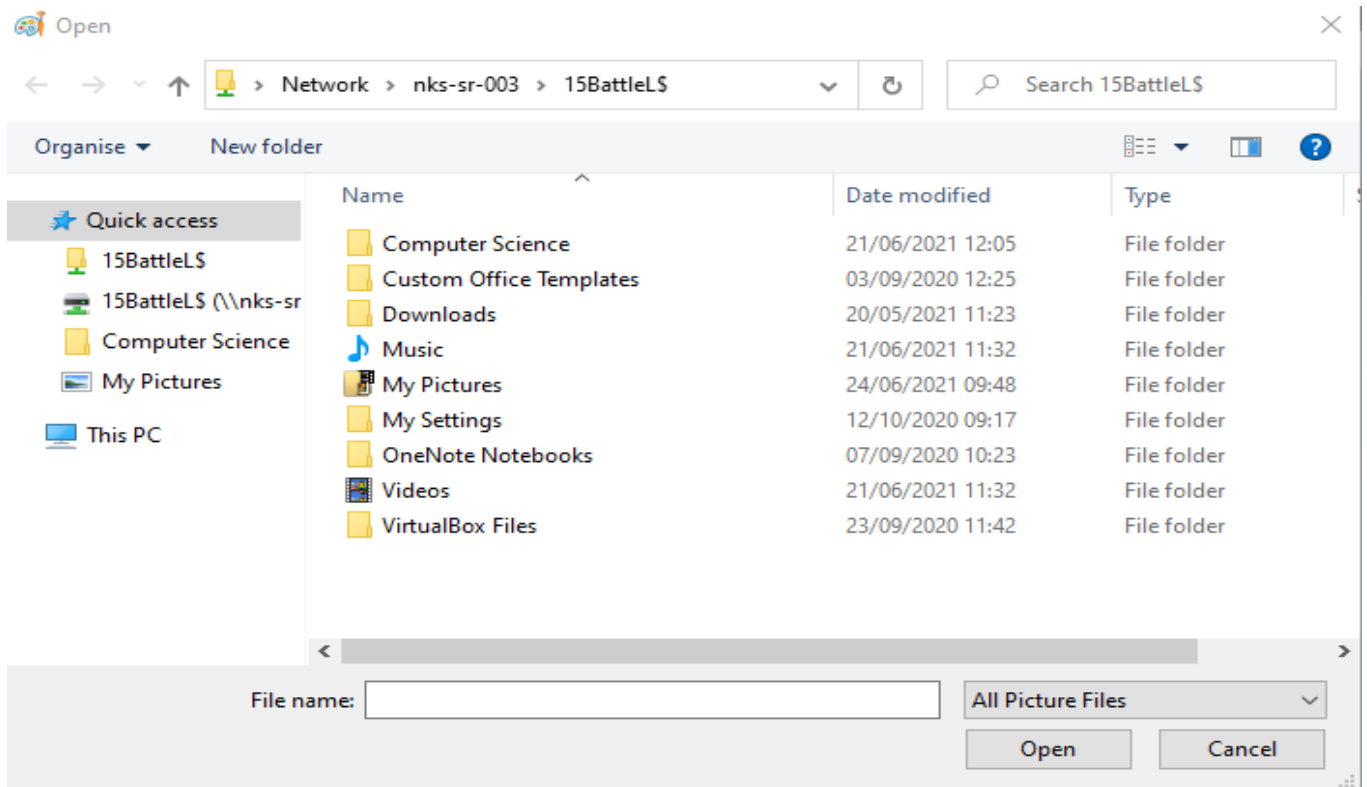 Open
Network > nks-sr-003 > 15BattleL$
Search 15BattleL$
Organise
New folder
Name
Date modified
Type
Quick access
15BattleL$
15BattleL$ (\\nks-sr
Computer Science
My Pictures
This PC
Computer Science 21/06/2021 12:05 File folder
Custom Office Templates 03/09/2020 12:25 File folder
Downloads 20/05/2021 11:23 File folder
Music 21/06/2021 11:32 File folder
My Pictures 24/06/2021 09:48 File folder
My Settings 12/10/2020 09:17 File folder
OneNote Notebooks 07/09/2020 10:23 File folder
Videos 21/06/2021 11:32 File folder
VirtualBox Files 23/09/2020 11:42 File folder
File name:
All Picture Files
Open
Cancel